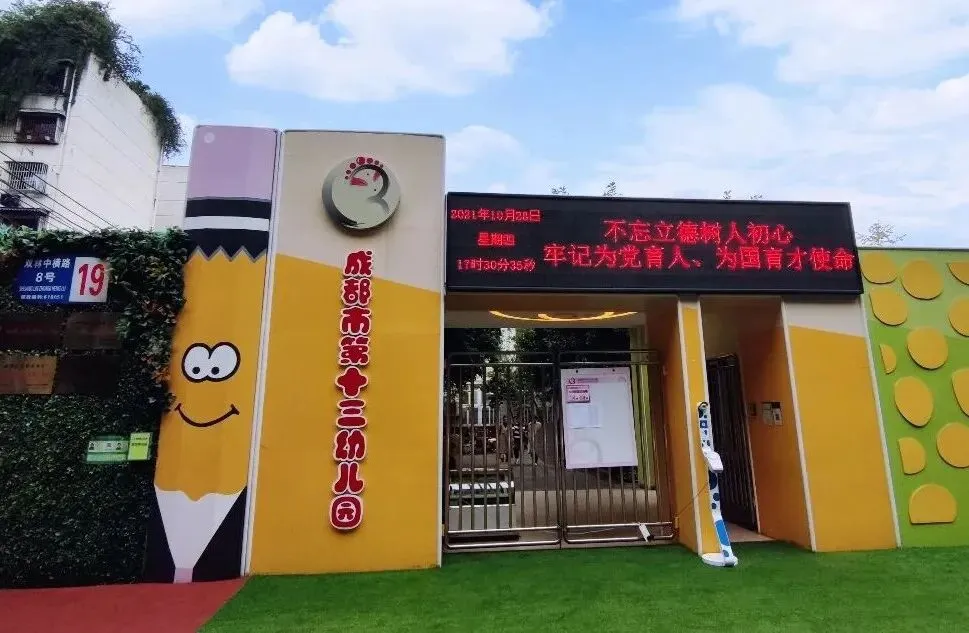 双林中横路
8号
19
SHUANGLIN ZHONGHENG LU
成都市第十三幼儿园
2021年10月28日
星期四
17时30分35秒
不忘立德树人初心
牢记为党育人、为国育才使命